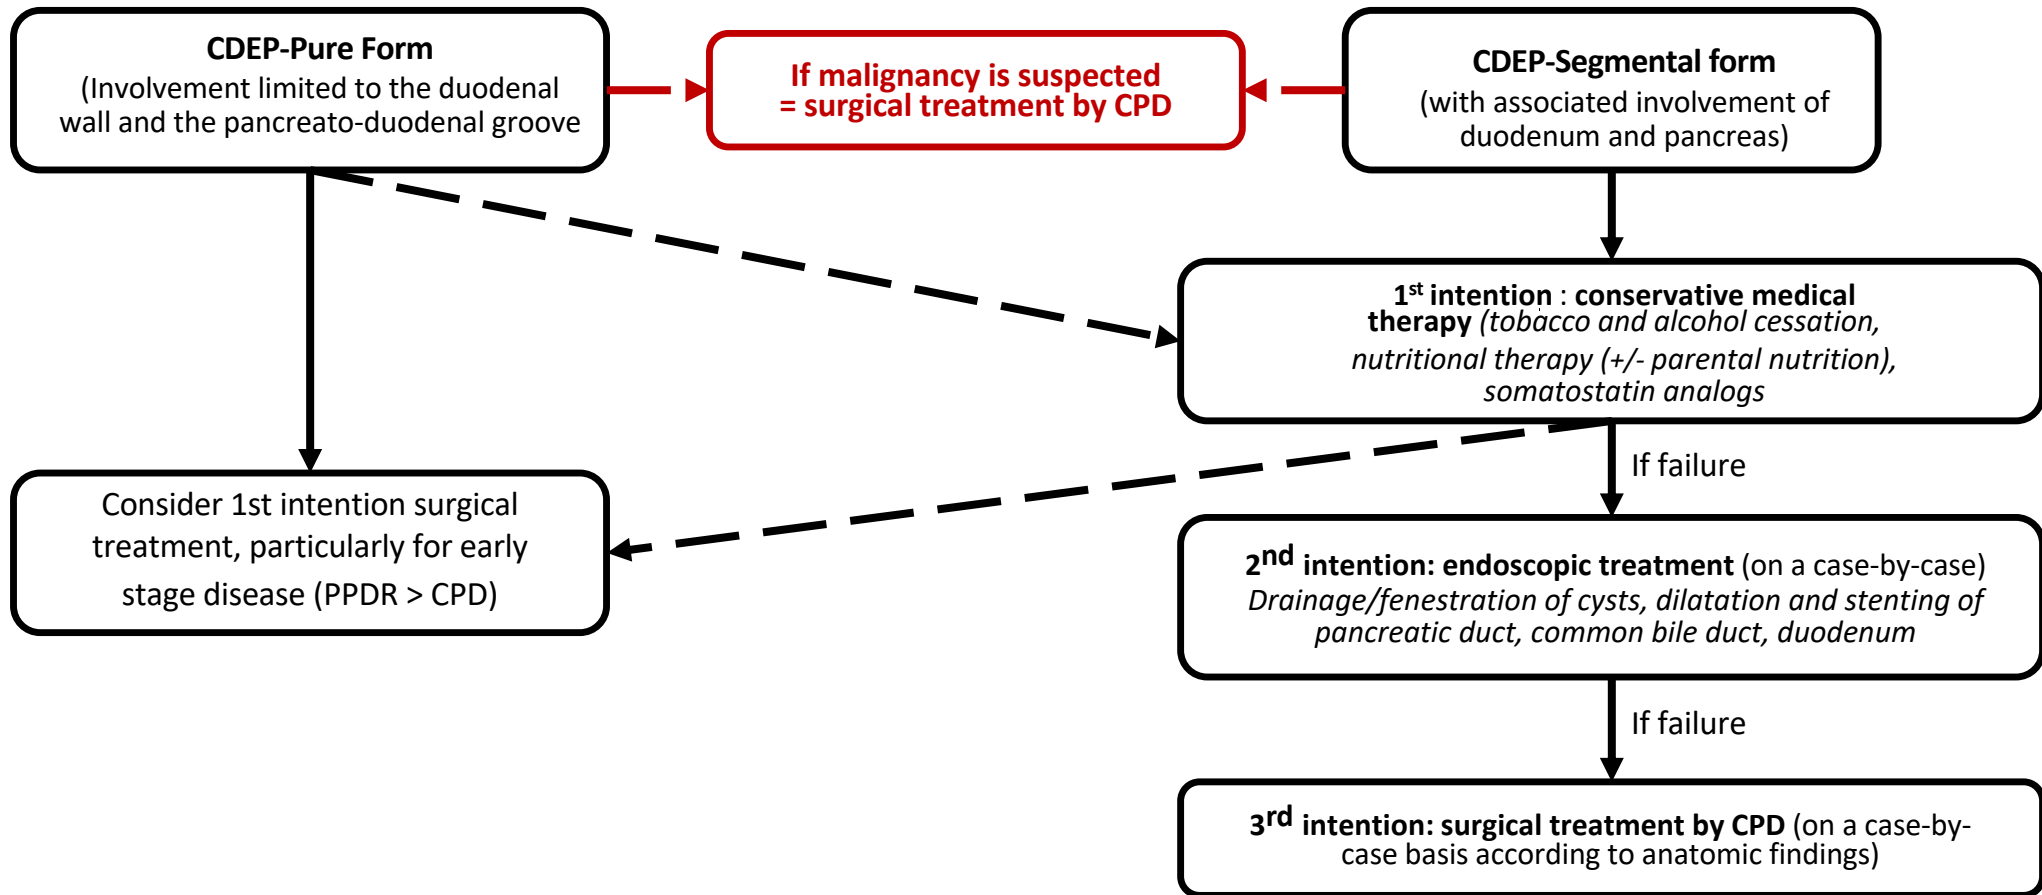 CDEP-Pure Form
(Involvement limited to the duodenal
wall and the pancreato-duodenal groove
If malignancy is suspected
= surgical treatment by CPD
CDEP-Segmental form
(with associated involvement of
duodenum and pancreas)
1st intention : conservative medical
therapy (tobacco and alcohol cessation,
nutritional therapy (+/- parental nutrition),
somatostatin analogs
If failure
Consider 1st intention surgical
treatment, particularly for early
stage disease (PPDR > CPD)
2nd intention: endoscopic treatment (on a case-by-case)
Drainage/fenestration of cysts, dilatation and stenting of
pancreatic duct, common bile duct, duodenum
If failure
3rd intention: surgical treatment by CPD (on a case-by-
case basis according to anatomic findings)